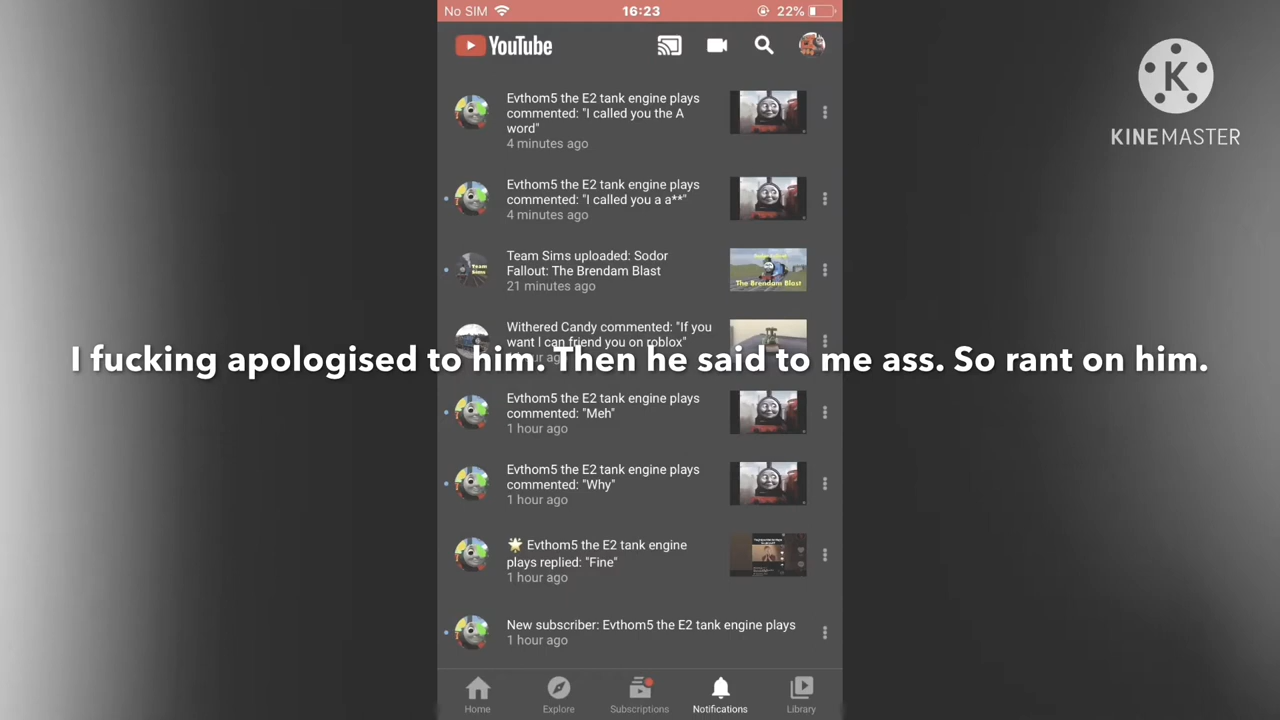 No SIM 16:23 22%
YouTube
K
KINEMASTER
Evthom5 the E2 tank engine plays
commented: "I called you the A
word"
4 minutes ago
Evthom5 the E2 tank engine plays
commented: "I called you a a**"
4 minutes ago
Team Sims uploaded: Sodor
Fallout: The Brendam Blast
21 minutes ago
Team
Sims
The Brendam Blast
Withered Candy commented: "If you
want I can friend you on roblox"
hour ago
I fucking apologised to him. Then he said to me ass. So rant on him.
Evthom5 the E2 tank engine plays
commented: "Meh"
1 hour ago
Evthom5 the E2 tank engine plays
commented: "Why"
1 hour ago
🌟 Evthom5 the E2 tank engine
plays replied: "Fine"
1 hour ago
New subscriber: Evthom5 the E2 tank engine plays
1 hour ago
Home Explore Subscriptions Notifications Library